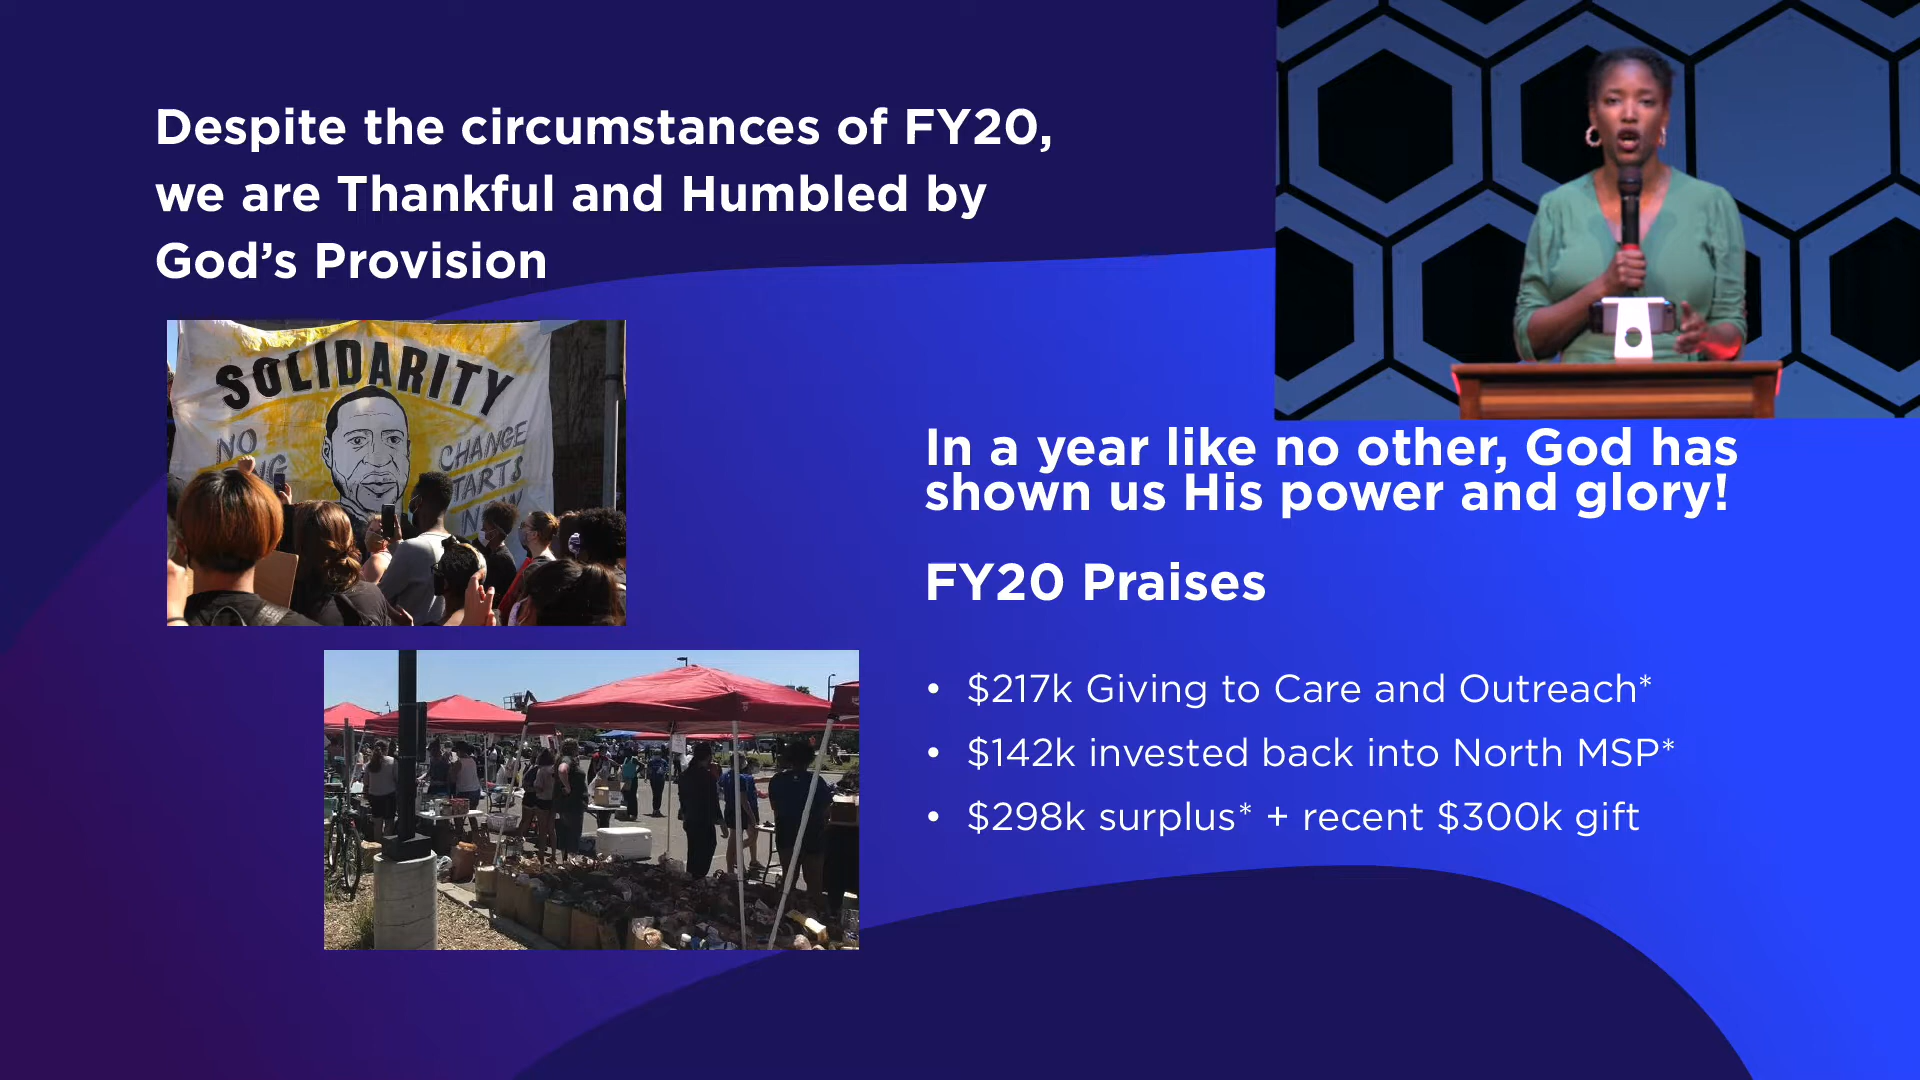 Despite the circumstances of FY20,
we are Thankful and Humbled by
God's Provision
SOLIDARITY
NO
CHANGE
STARTS
In a year like no other, God has
shown us His power and glory!
FY20 Praises
• $217k Giving to Care and Outreach*
• $142k invested back into North MSP*
• $298k surplus* + recent $300k gift